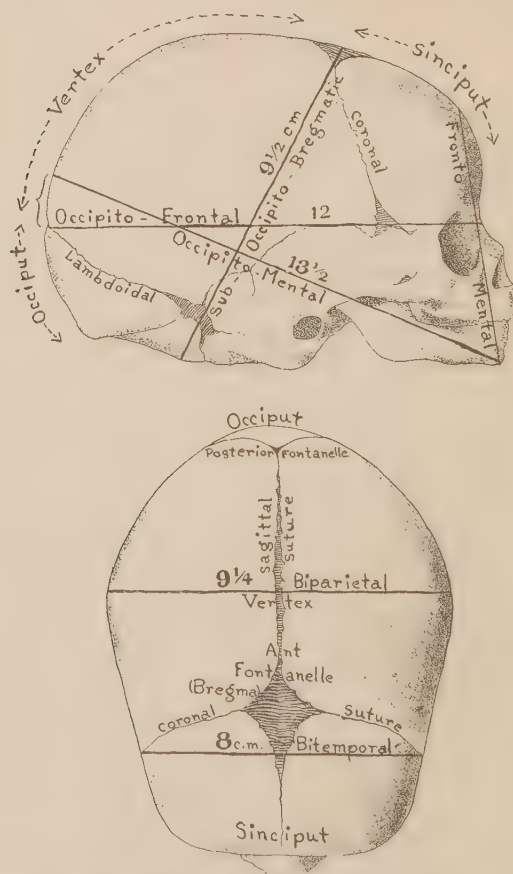 Vertex
Sinciput
9½ cm
Sub-Occipito-Bregmatic
coronal
Fronto
Mental
Occipito - Frontal 12
Occipito-Mental 13½
Occiput
Lambdoidal
Occiput
Posterior Fontanelle
Sagittal
Suture
9¼ Biparietal
Vertex
Ant
Fontanelle
(Bregma)
coronal Suture
8 c.m. Bitemporal
Sinciput